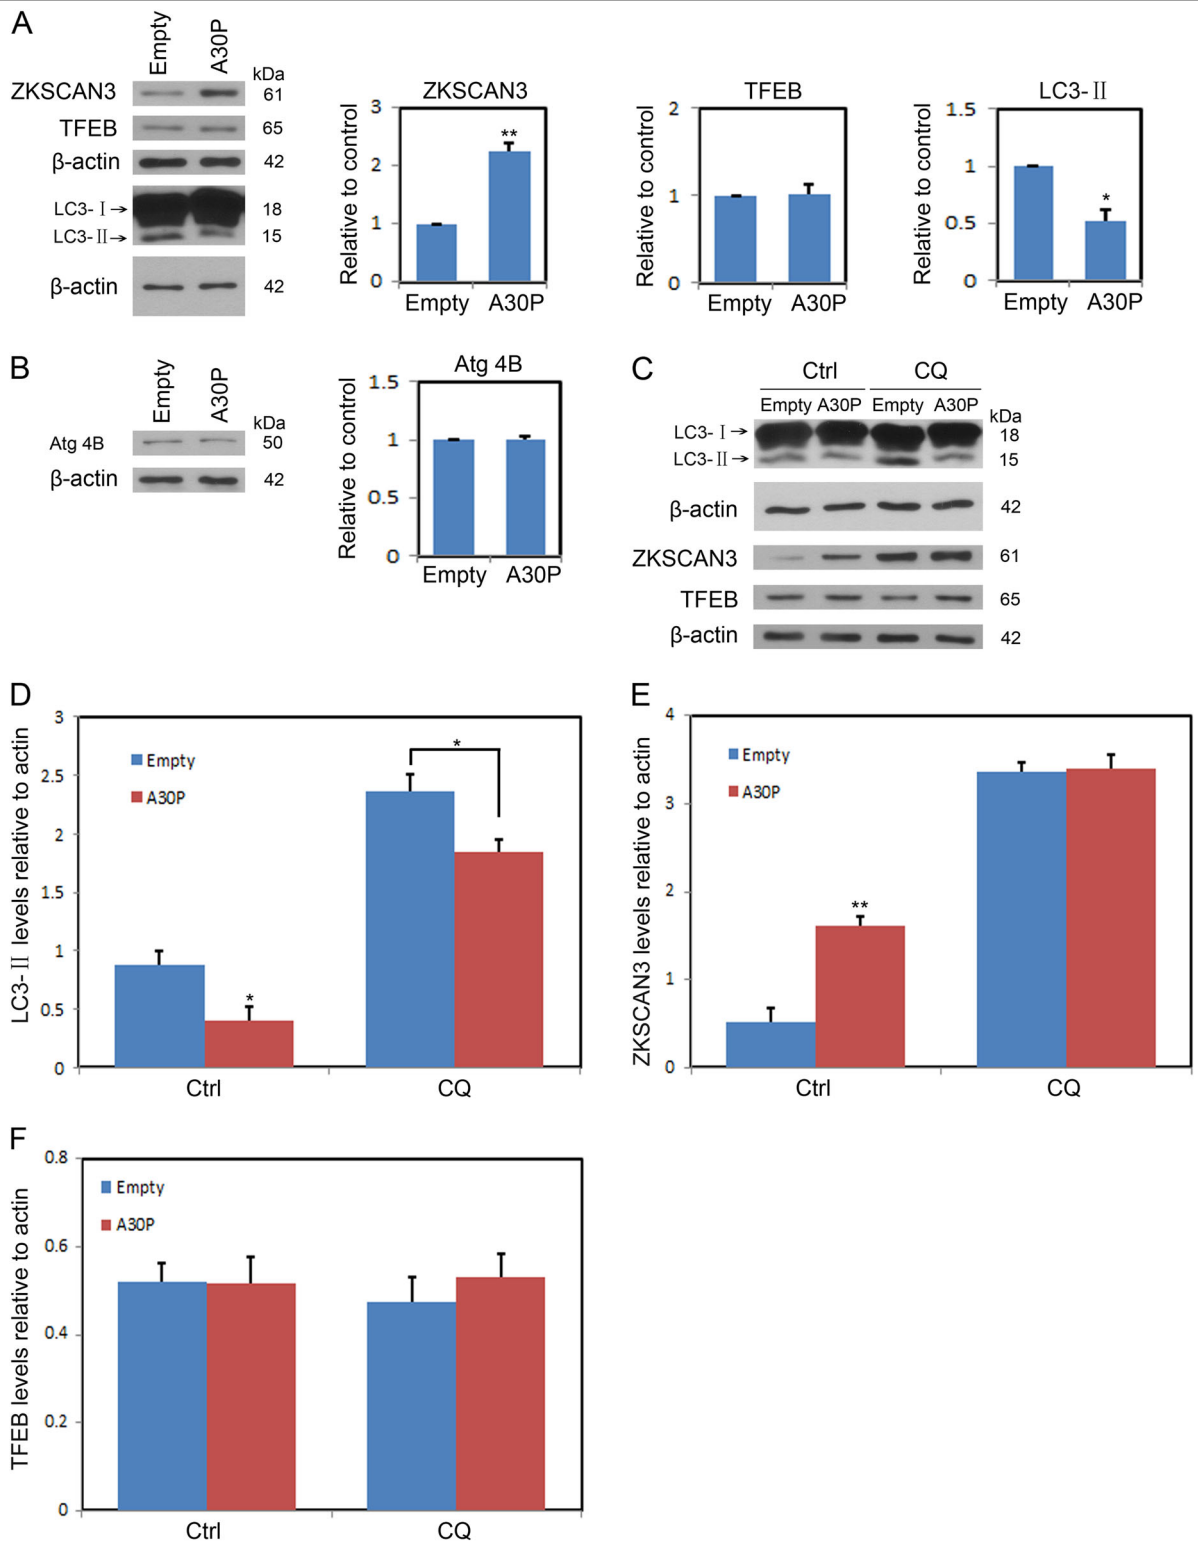 A
Empty
A30P
kDa
ZKSCAN3
61
TFEB
65
β-actin
42
LC3-Ⅰ→
18
LC3-Ⅱ→
15
β-actin
42
ZKSCAN3
Relative to control
3
2
1
0
**
Empty
A30P
TFEB
Relative to control
2
1
0
Empty
A30P
LC3-Ⅱ
Relative to control
1.5
1
0.5
0
*
Empty
A30P
B
Empty
A30P
kDa
Atg 4B
50
β-actin
42
Atg 4B
Relative to control
1.5
1
0.5
0
Empty
A30P
C
Ctrl
CQ
Empty A30P Empty A30P
kDa
LC3-Ⅰ→
18
LC3-Ⅱ→
15
β-actin
42
ZKSCAN3
61
TFEB
65
β-actin
42
D
LC3-Ⅱ levels relative to actin
3
2.5
2
1.5
1
0.5
0
Empty
A30P
*
*
Ctrl
CQ
E
ZKSCAN3 levels relative to actin
4
3
2
1
0
Empty
A30P
**
Ctrl
CQ
F
TFEB levels relative to actin
0.8
0.6
0.4
0.2
0
Empty
A30P
Ctrl
CQ